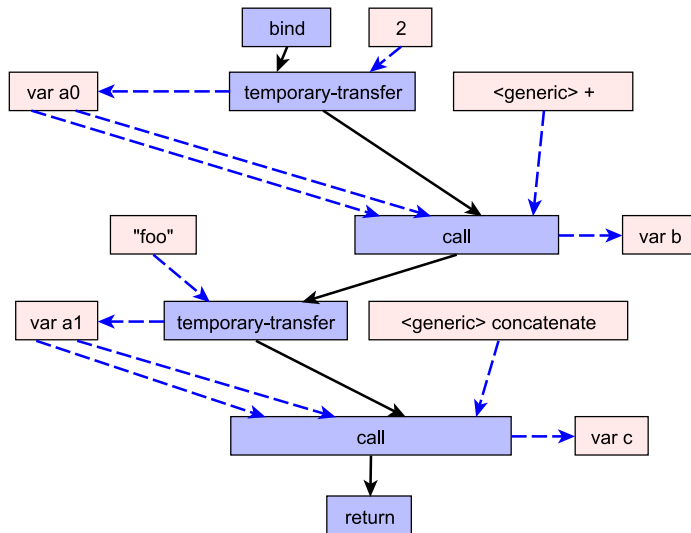 bind
2
var a0
temporary-transfer
<generic> +
call
var b
"foo"
var a1
temporary-transfer
<generic> concatenate
call
var c
return